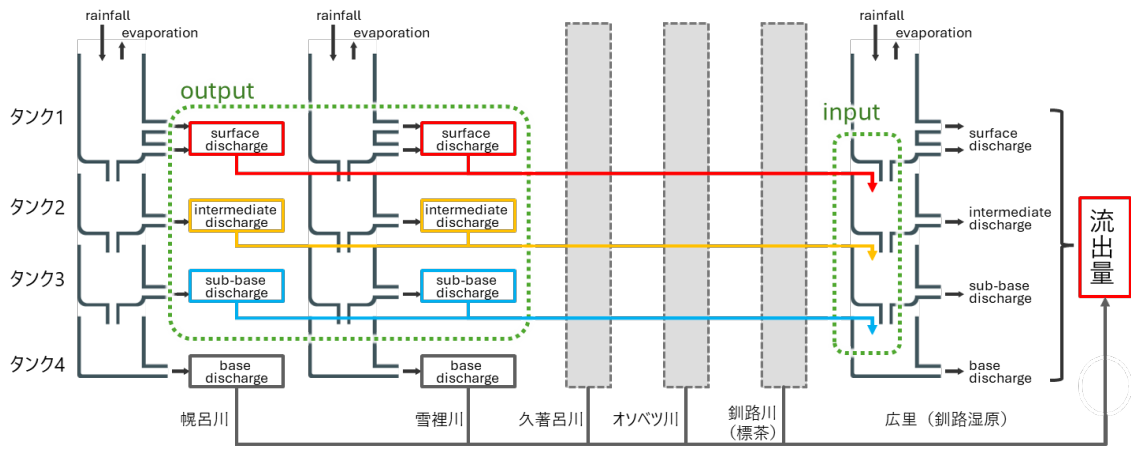 rainfall
evaporation
rainfall
evaporation
rainfall
evaporation
output
input
タンク1
surface
discharge
surface
discharge
surface
discharge
タンク2
intermediate
discharge
intermediate
discharge
intermediate
discharge
流出量
タンク3
sub-base
discharge
sub-base
discharge
sub-base
discharge
タンク4
base
discharge
base
discharge
base
discharge
幌呂川
雪裡川
久著呂川
オソベツ川
釧路川
（標茶）
広里（釧路湿原）